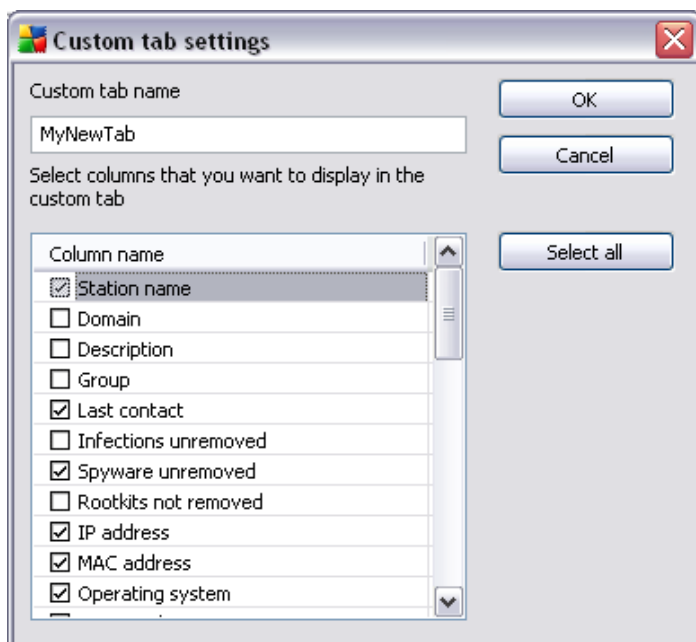 Custom tab settings
Custom tab name
OK
MyNewTab
Cancel
Select columns that you want to display in the
custom tab
Column name
Select all
Station name
Domain
Description
Group
Last contact
Infections unremoved
Spyware unremoved
Rootkits not removed
IP address
MAC address
Operating system